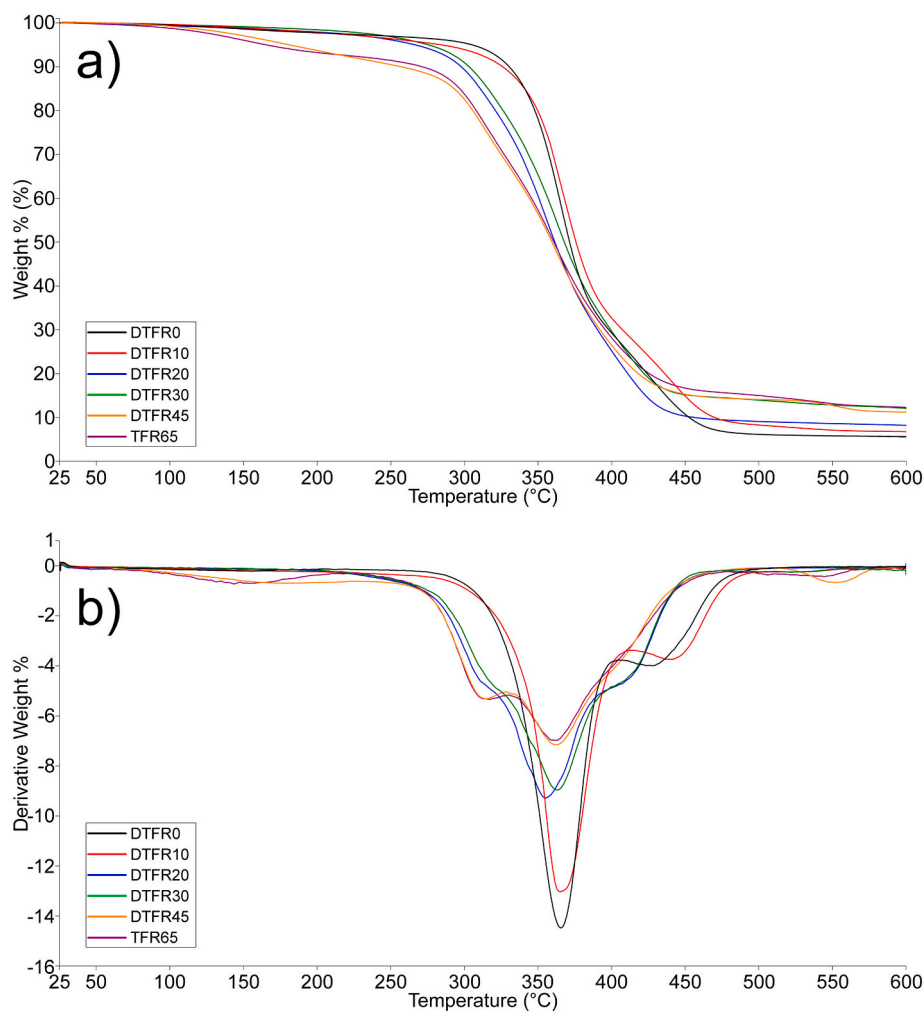 a)
Weight % (%)
100
90
80
70
60
50
40
30
20
10
0
DTFR0
DTFR10
DTFR20
DTFR30
DTFR45
TFR65
25 50 100 150 200 250 300 350 400 450 500 550 600
Temperature (°C)
b)
Derivative Weight %
1
0
-2
-4
-6
-8
-10
-12
-14
-16
DTFR0
DTFR10
DTFR20
DTFR30
DTFR45
TFR65
25 50 100 150 200 250 300 350 400 450 500 550 600
Temperature (°C)